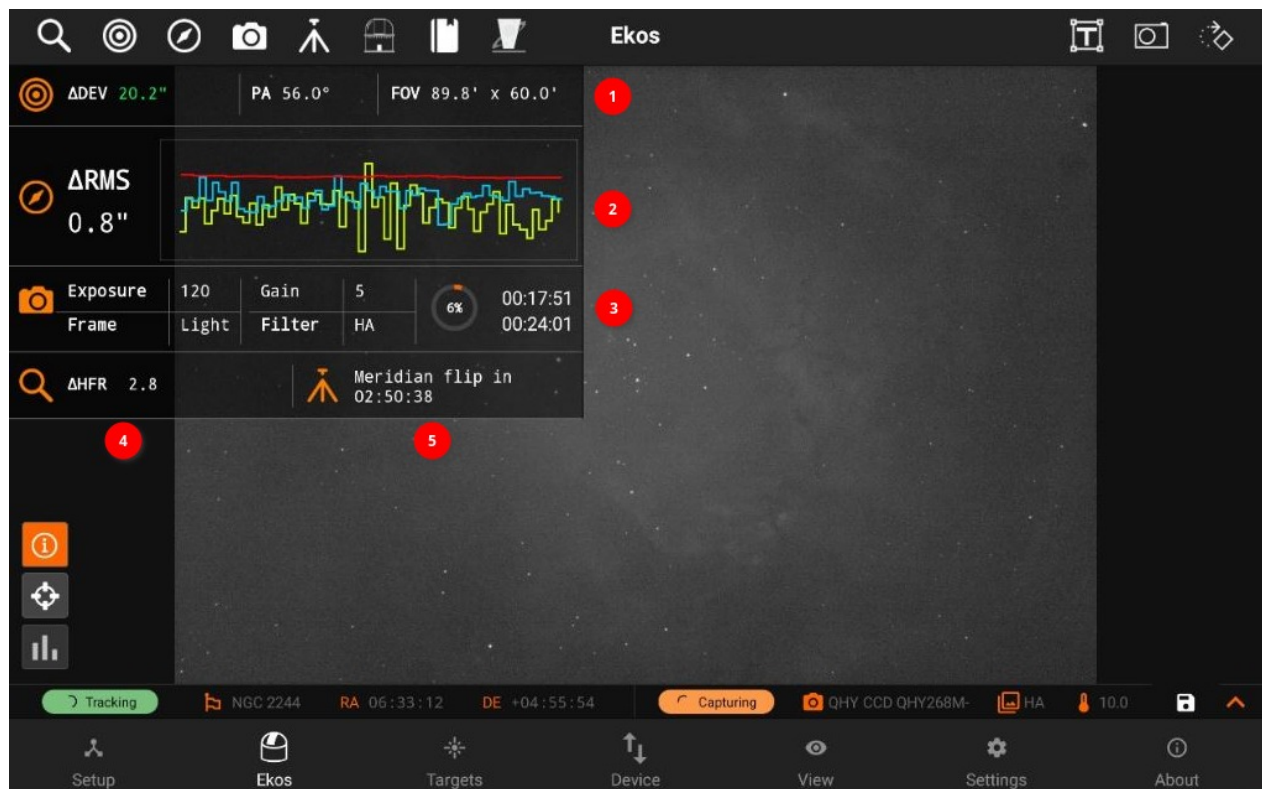 Ekos
T
ΔDEV 20.2" PA 56.0° FOV 89.8' x 60.0' 1
ΔRMS
0.8"
2
Exposure 120 Gain 5 6% 00:17:51
3
Frame Light Filter HA 00:24:01
ΔHFR 2.8 Meridian flip in
02:50:38
4 5
Tracking NGC 2244 RA 06:33:12 DE +04:55:54 Capturing QHY CCD QHY268M- HA 10.0
Setup Ekos Targets Device View Settings About